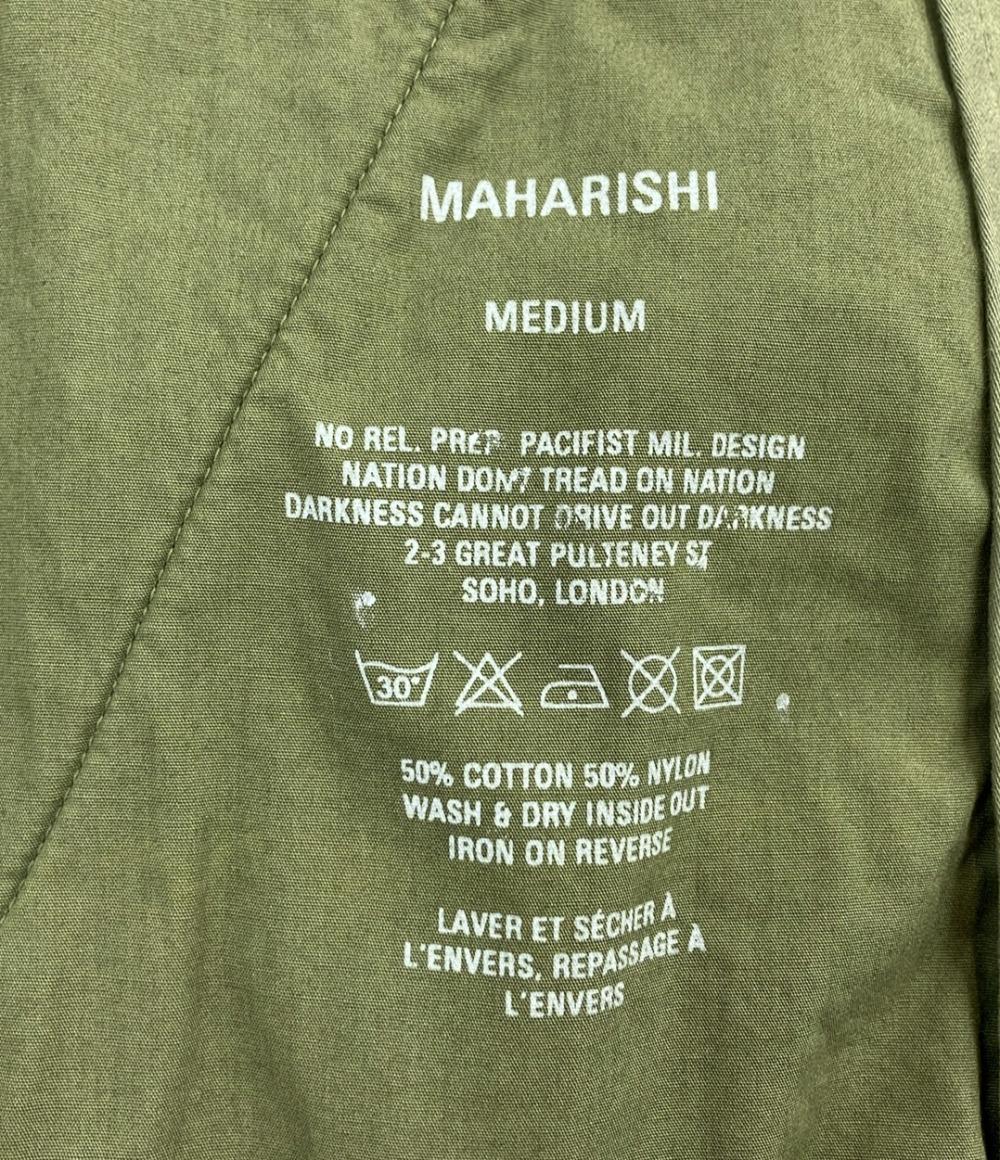 MAHARISHI
MEDIUM
NO REL. PREP. PACIFIST MIL. DESIGN
NATION DON'T TREAD ON NATION
DARKNESS CANNOT DRIVE OUT DARKNESS
2-3 GREAT PULTENEY ST
SOHO, LONDON
30°
50% COTTON 50% NYLON
WASH & DRY INSIDE OUT
IRON ON REVERSE
LAVER ET SÉCHER À
L'ENVERS, REPASSAGE À
L'ENVERS